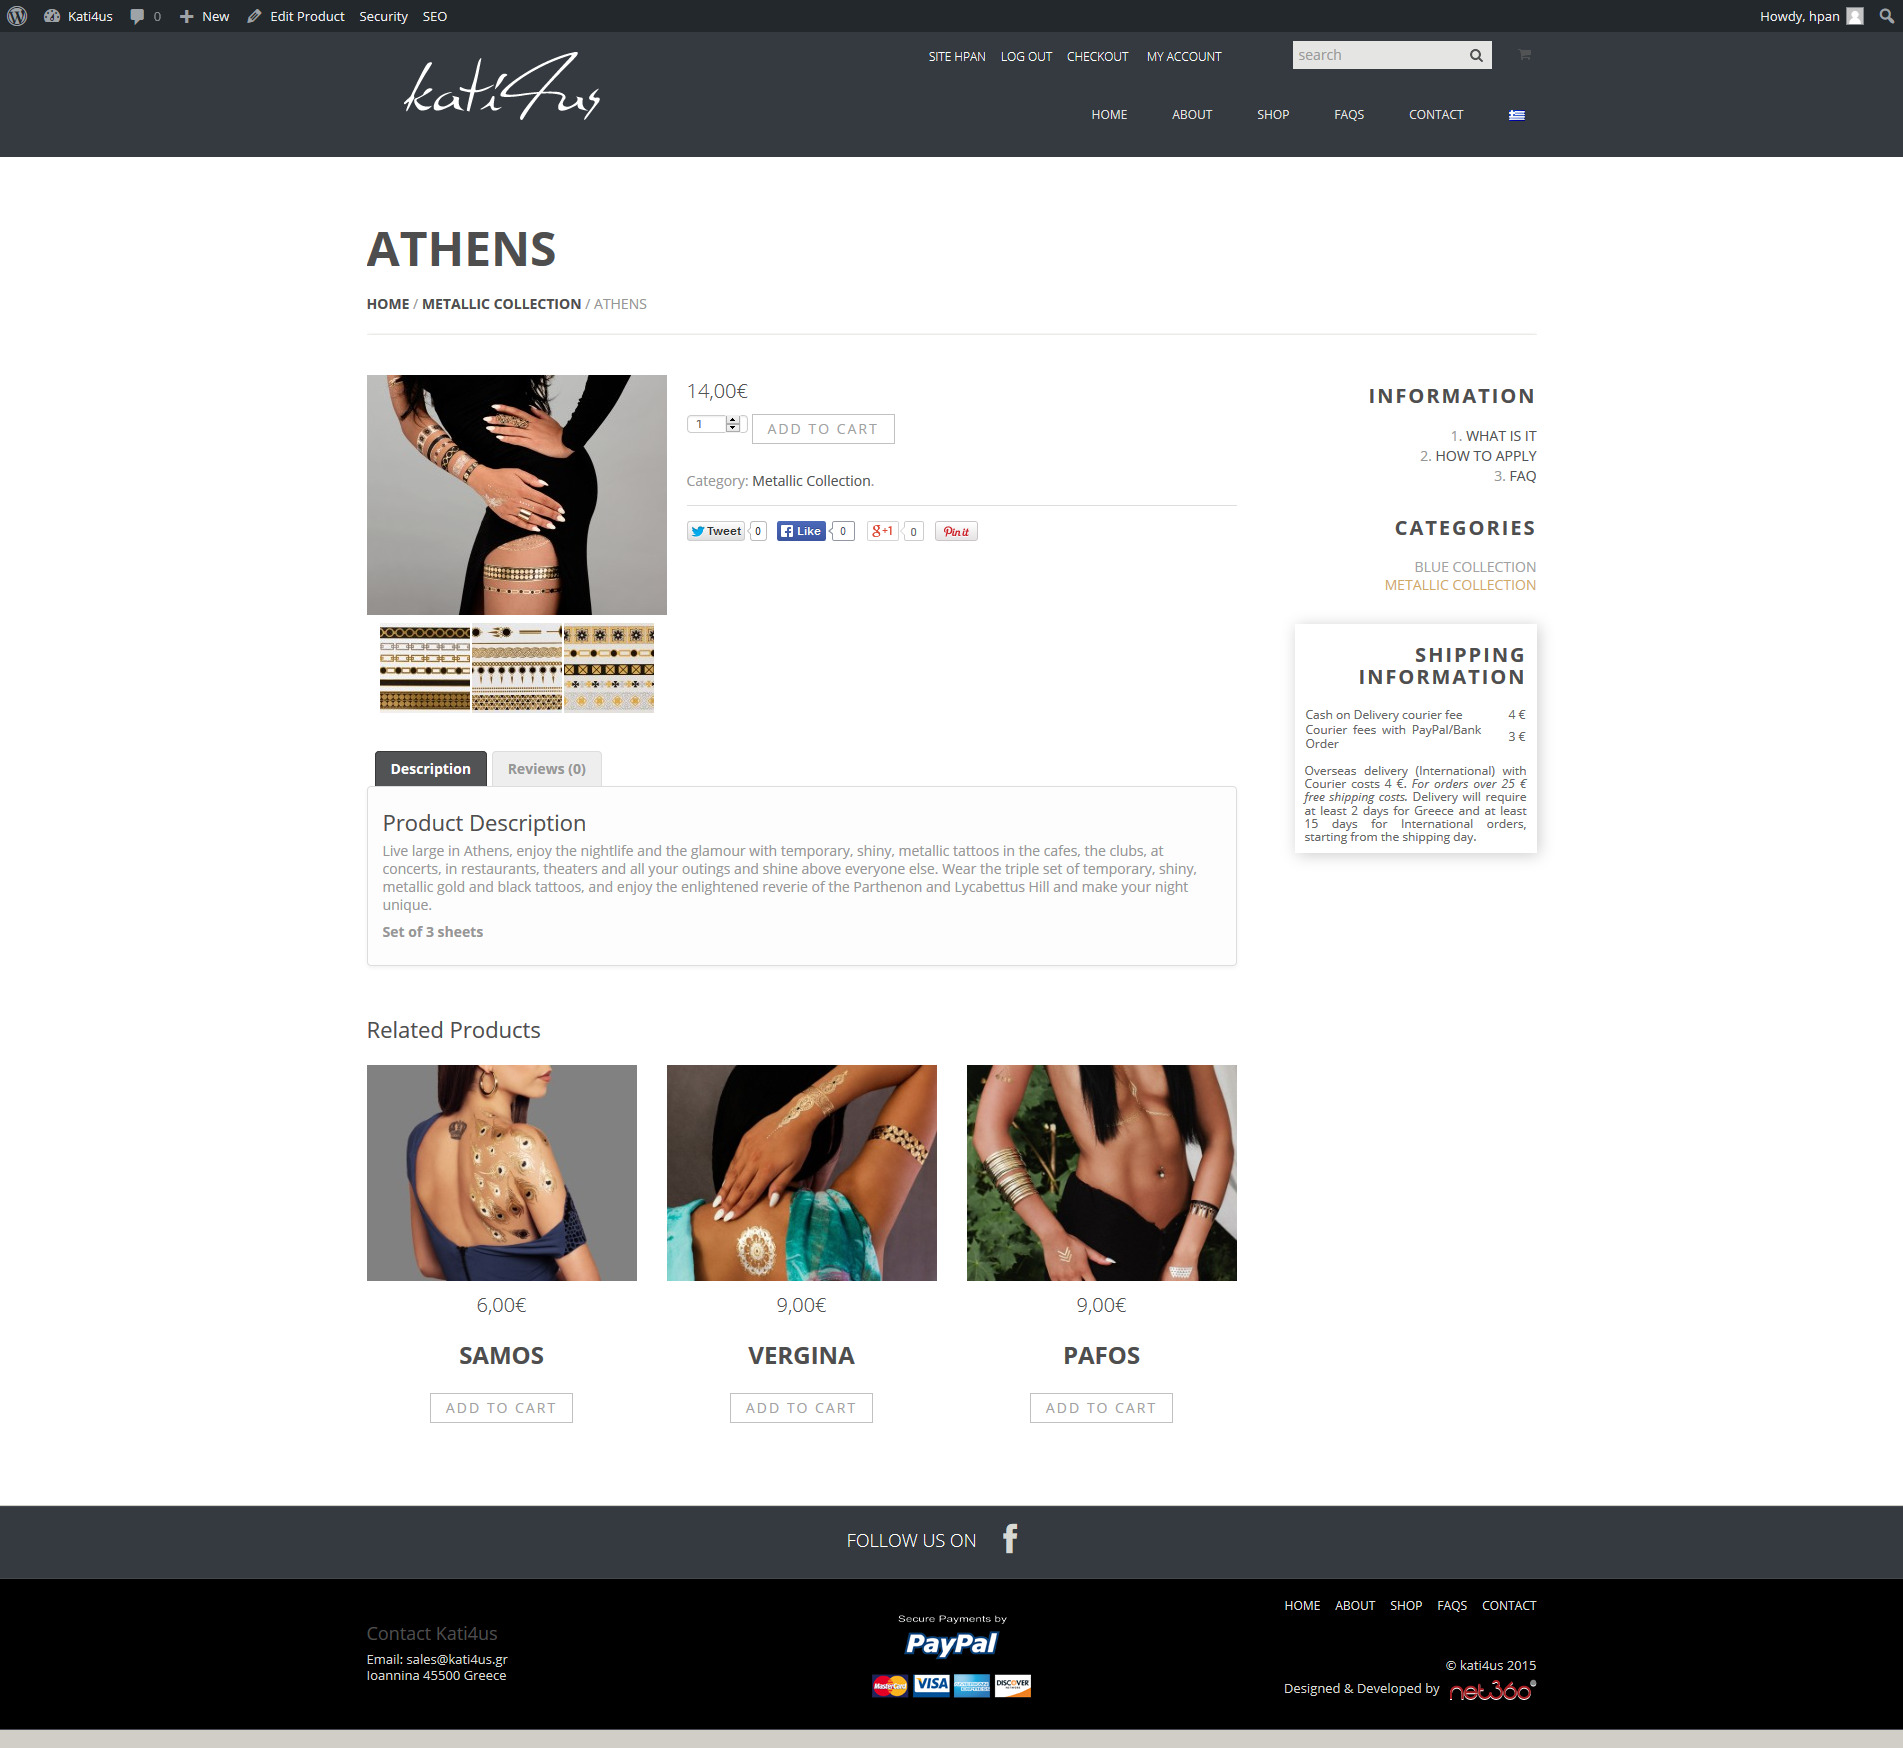 Kati4us 0 New Edit Product Security SEO Howdy, hpan
kati4us
SITE HPAN LOG OUT CHECKOUT MY ACCOUNT search
HOME ABOUT SHOP FAQS CONTACT
ATHENS
HOME / METALLIC COLLECTION / ATHENS
14,00€
1 ADD TO CART
Category: Metallic Collection.
Tweet 0 Like 0 g+1 0 Pin it
INFORMATION
1. WHAT IS IT
2. HOW TO APPLY
3. FAQ
CATEGORIES
BLUE COLLECTION
METALLIC COLLECTION
SHIPPING
INFORMATION
Cash on Delivery courier fee 4 €
Courier fees with PayPal/Bank
Order 3 €
Overseas delivery (International) with
Courier costs 4 €. For orders over 25 €
free shipping costs. Delivery will require
at least 2 days for Greece and at least
15 days for International orders,
starting from the shipping day.
Description Reviews (0)
Product Description
Live large in Athens, enjoy the nightlife and the glamour with temporary, shiny, metallic tattoos in the cafes, the clubs, at
concerts, in restaurants, theaters and all your outings and shine above everyone else. Wear the triple set of temporary, shiny,
metallic gold and black tattoos, and enjoy the enlightened reverie of the Parthenon and Lycabettus Hill and make your night
unique.
Set of 3 sheets
Related Products
6,00€ 9,00€ 9,00€
SAMOS VERGINA PAFOS
ADD TO CART ADD TO CART ADD TO CART
FOLLOW US ON f
Contact Kati4us
Email: sales@kati4us.gr
Ioannina 45500 Greece
Secure Payments by
PayPal
MasterCard VISA AMERICAN EXPRESS DISCOVER NETWORK
HOME ABOUT SHOP FAQS CONTACT
© kati4us 2015
Designed & Developed by net360